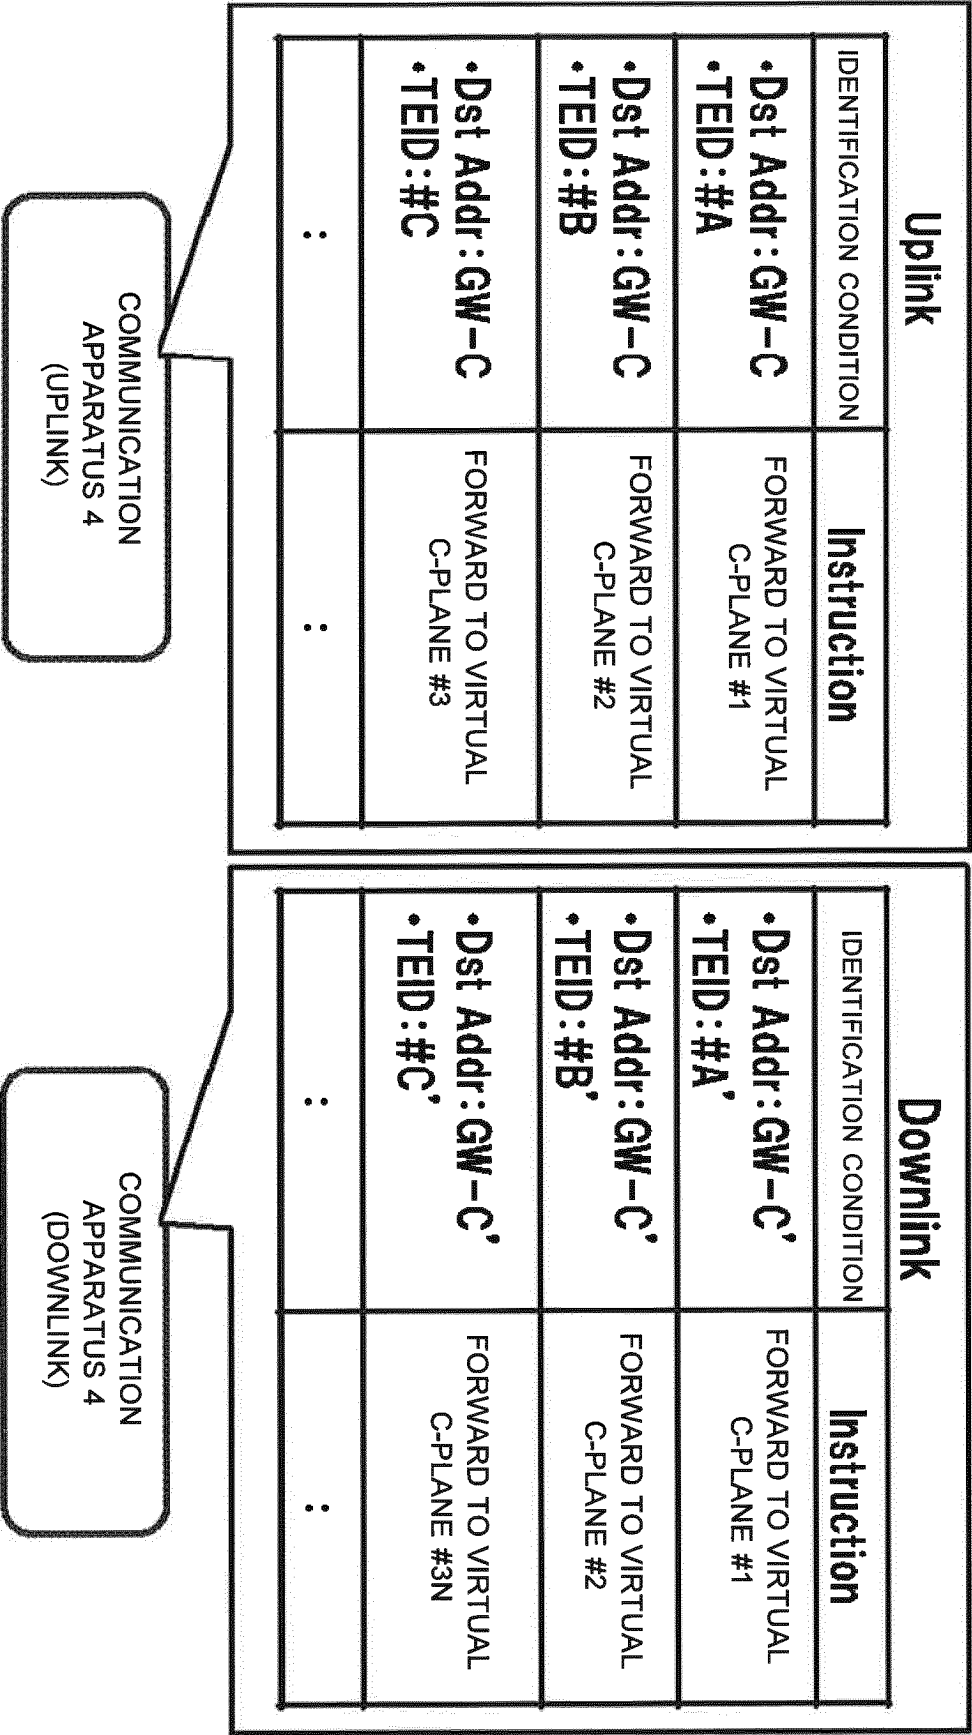 Uplink
IDENTIFICATION CONDITION
Instruction
•Dst Addr:GW-C
•TEID:#A
FORWARD TO VIRTUAL
C-PLANE #1
•Dst Addr:GW-C
•TEID:#B
FORWARD TO VIRTUAL
C-PLANE #2
•Dst Addr:GW-C
•TEID:#C
FORWARD TO VIRTUAL
C-PLANE #3
:
:
COMMUNICATION
APPARATUS 4
(UPLINK)
Downlink
IDENTIFICATION CONDITION
Instruction
•Dst Addr:GW-C'
•TEID:#A'
FORWARD TO VIRTUAL
C-PLANE #1
•Dst Addr:GW-C'
•TEID:#B'
FORWARD TO VIRTUAL
C-PLANE #2
•Dst Addr:GW-C'
•TEID:#C'
FORWARD TO VIRTUAL
C-PLANE #3N
:
:
COMMUNICATION
APPARATUS 4
(DOWNLINK)